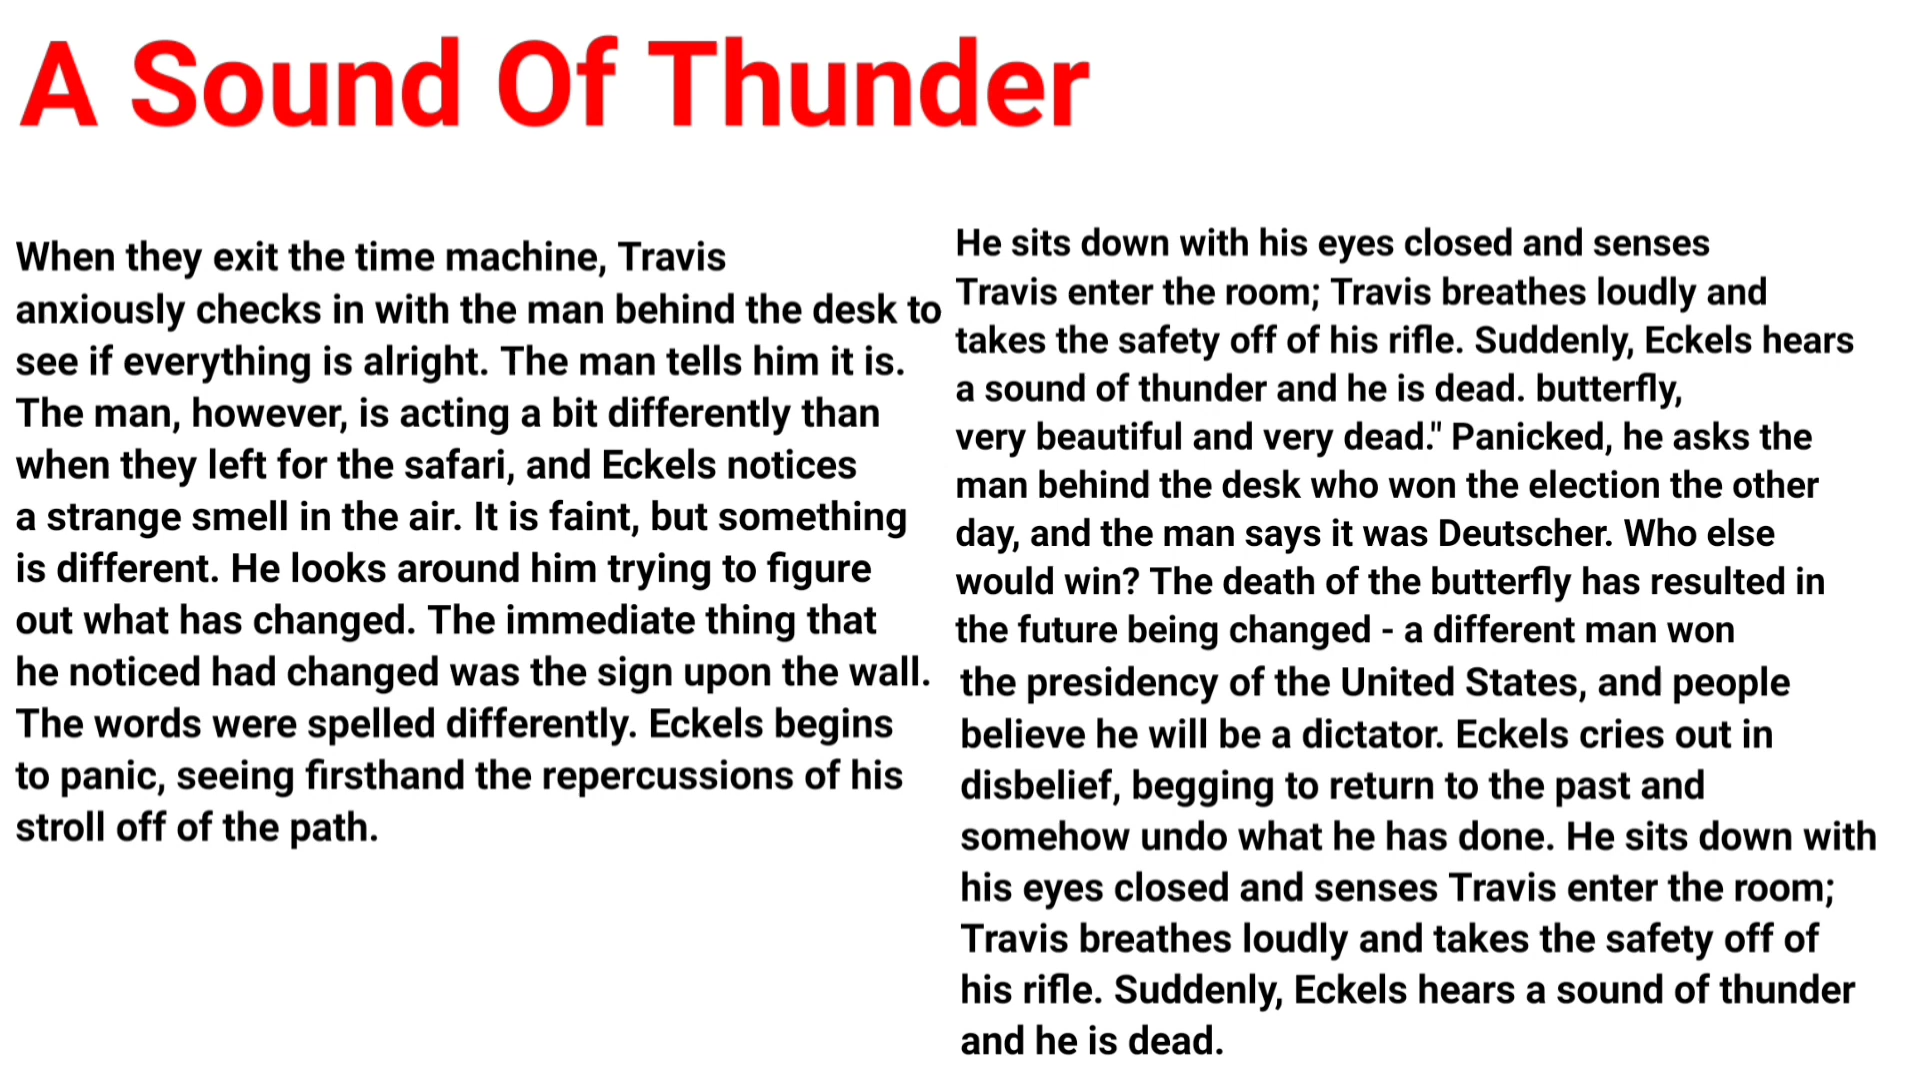 A Sound Of Thunder
When they exit the time machine, Travis
anxiously checks in with the man behind the desk to
see if everything is alright. The man tells him it is.
The man, however, is acting a bit differently than
when they left for the safari, and Eckels notices
a strange smell in the air. It is faint, but something
is different. He looks around him trying to figure
out what has changed. The immediate thing that
he noticed had changed was the sign upon the wall.
The words were spelled differently. Eckels begins
to panic, seeing firsthand the repercussions of his
stroll off of the path.
He sits down with his eyes closed and senses
Travis enter the room; Travis breathes loudly and
takes the safety off of his rifle. Suddenly, Eckels hears
a sound of thunder and he is dead. butterfly,
very beautiful and very dead." Panicked, he asks the
man behind the desk who won the election the other
day, and the man says it was Deutscher. Who else
would win? The death of the butterfly has resulted in
the future being changed - a different man won
the presidency of the United States, and people
believe he will be a dictator. Eckels cries out in
disbelief, begging to return to the past and
somehow undo what he has done. He sits down with
his eyes closed and senses Travis enter the room;
Travis breathes loudly and takes the safety off of
his rifle. Suddenly, Eckels hears a sound of thunder
and he is dead.